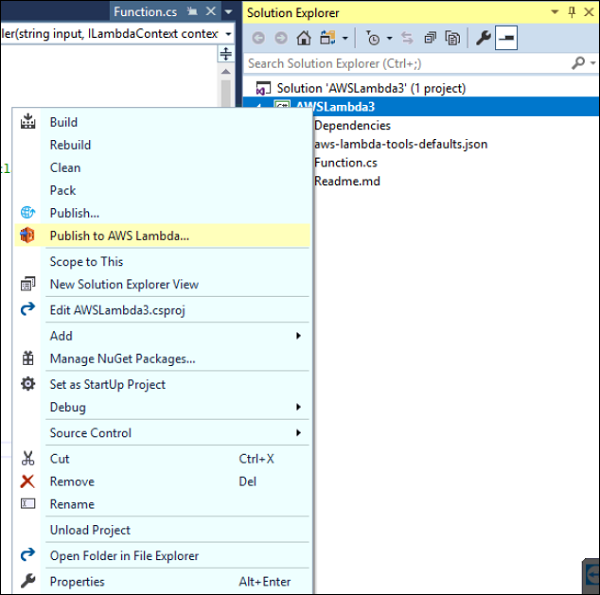 Function.cs
ler(string input, ILambdaContext contex
Solution Explorer
Search Solution Explorer (Ctrl+;)
Solution 'AWSLambda3' (1 project)
C# AWSLambda3
Dependencies
aws-lambda-tools-defaults.json
Function.cs
Readme.md
Build
Rebuild
Clean
Pack
Publish...
Publish to AWS Lambda...
Scope to This
New Solution Explorer View
Edit AWSLambda3.csproj
Add
Manage NuGet Packages...
Set as StartUp Project
Debug
Source Control
Cut Ctrl+X
Remove Del
Rename
Unload Project
Open Folder in File Explorer
Properties Alt+Enter